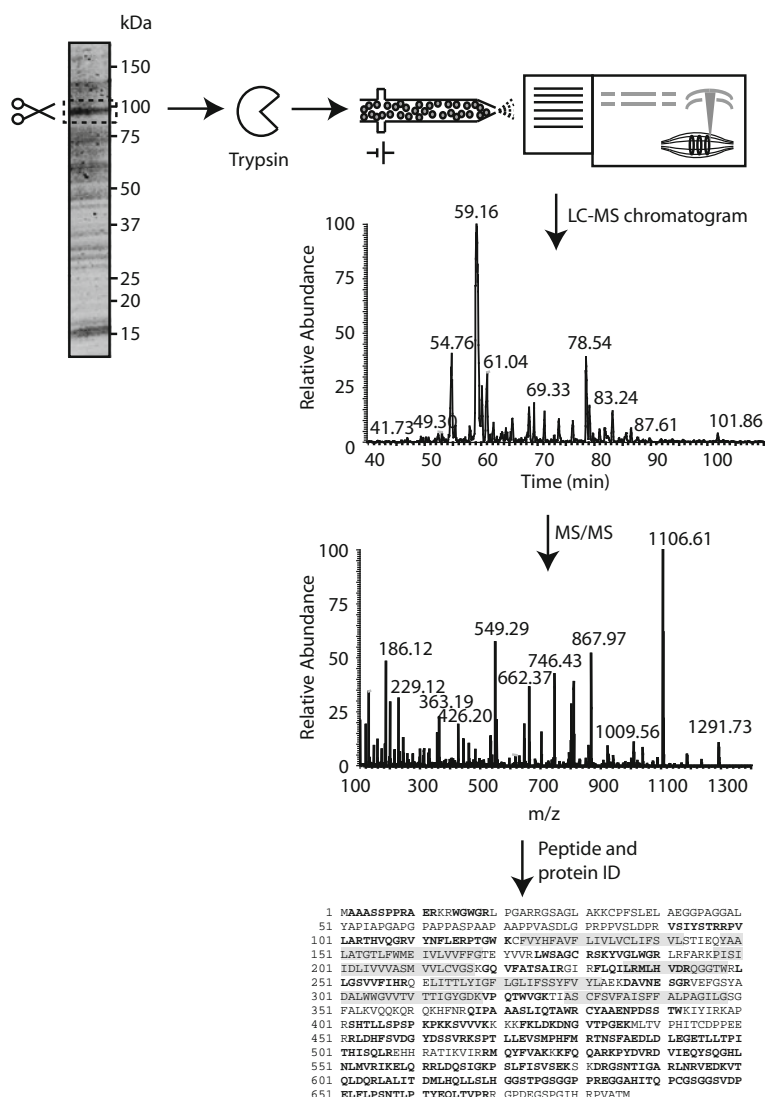 kDa
150
100
75
50
37
25
20
15
Trypsin
LC-MS chromatogram
Relative Abundance
100
75
50
25
0
59.16
54.76
61.04
78.54
69.33
83.24
41.73
49.30
87.61
101.86
40 50 60 70 80 90 100
Time (min)
MS/MS
Relative Abundance
100
75
50
25
0
1106.61
549.29
867.97
186.12
746.43
662.37
229.12
363.19
426.20
1009.56
1291.73
100 300 500 700 900 1100 1300
m/z
Peptide and
protein ID
1 MAAASSPPRA ERKRWGWGRL PGARRGSAGL AKKCPFSLEL AEGGPAGGAL
51 YAPIAPGAPG PAPPASPAAP AAPPVASDLG PRPPVSLDPR VSIYSTRRPV
101 LARTHVQGRV YNFLERPTGW KCFVYHFAVF LIVLVCLIFS VLSTIEQYAA
151 LATGTLFWME IVLVVFFGTE YVVRLWSAGC RSKYVGLWGR LRFARKPISI
201 IDLIVVVASM VVLCVGSKGQ VFATSAIRGI RFLQILRMLH VDRQGGTWRL
251 LGSVVFIHRQ ELITTLYIGF LGLIFSSYFV YLAEKDAVNE SGRVEFGSYA
301 DALWWGVVTV TTIGYGDKVP QTWVGKTIAS CFSVFAISFF ALPAGILGSG
351 FALKVQQKQR QKHFNRQIPA AASLIQTAWR CYAAENPDSS TWKIYIRKAP
401 RSHTLLSPSP KPKKSVVVKK KKFKLDKDNG VTPGEKMLTV PHITCDPPEE
451 RRLDHFSVDG YDSSVRKSPT LLEVSMPHFM RTNSFAEDLD LEGETLLTPI
501 THISQLREHH RATIKVIRRM QYFVAKKKFQ QARKPYDVRD VIEQYSQGHL
551 NLMVRIKELQ RRLDQSIGKP SLFISVSEKS KDRGSNTIGA RLNRVEDKVT
601 QLDQRLALIT DMLHQLLSLH GGSTPGSGGP PREGGAHITQ PCGSGGSVDP
651 ELFLPSNTLP TYEQLTVPRR GPDEGSPGIH RPVATM